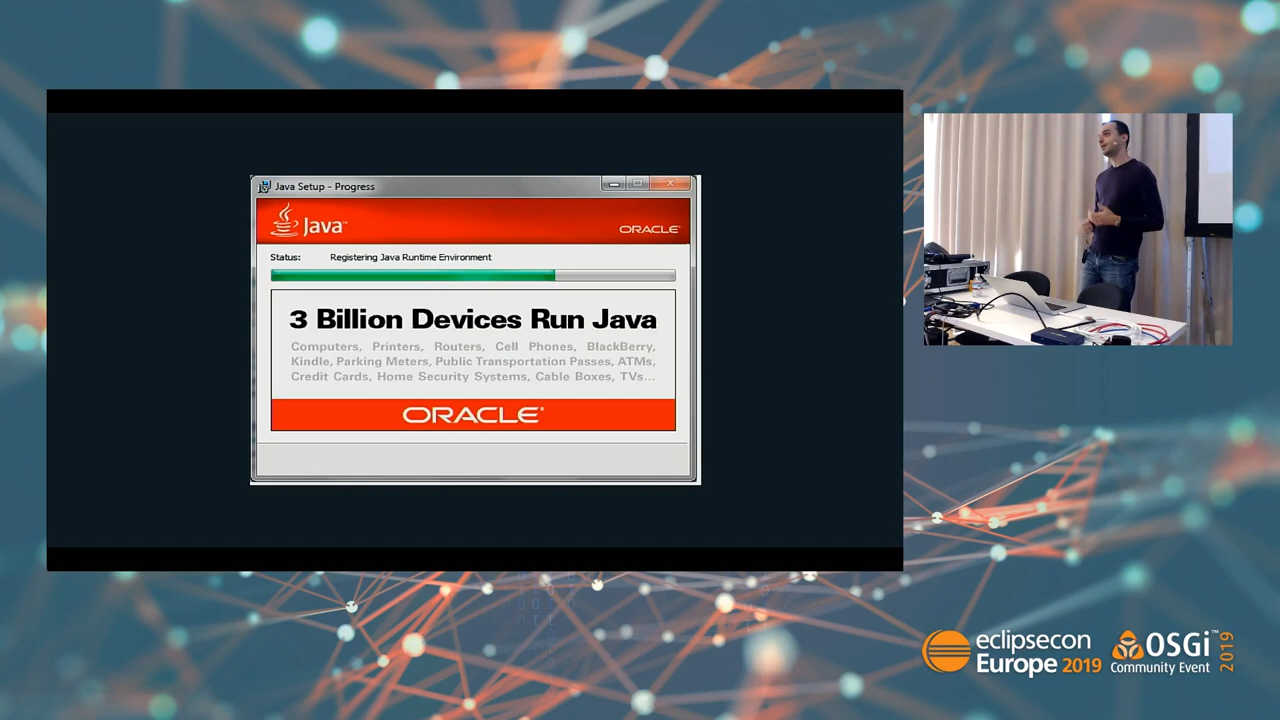 Java Setup - Progress
Java™
ORACLE®
Status: Registering Java Runtime Environment
3 Billion Devices Run Java
Computers, Printers, Routers, Cell Phones, BlackBerry,
Kindle, Parking Meters, Public Transportation Passes, ATMs,
Credit Cards, Home Security Systems, Cable Boxes, TVs...
ORACLE®
eclipsecon
Europe 2019
OSGi™
Community Event
2019